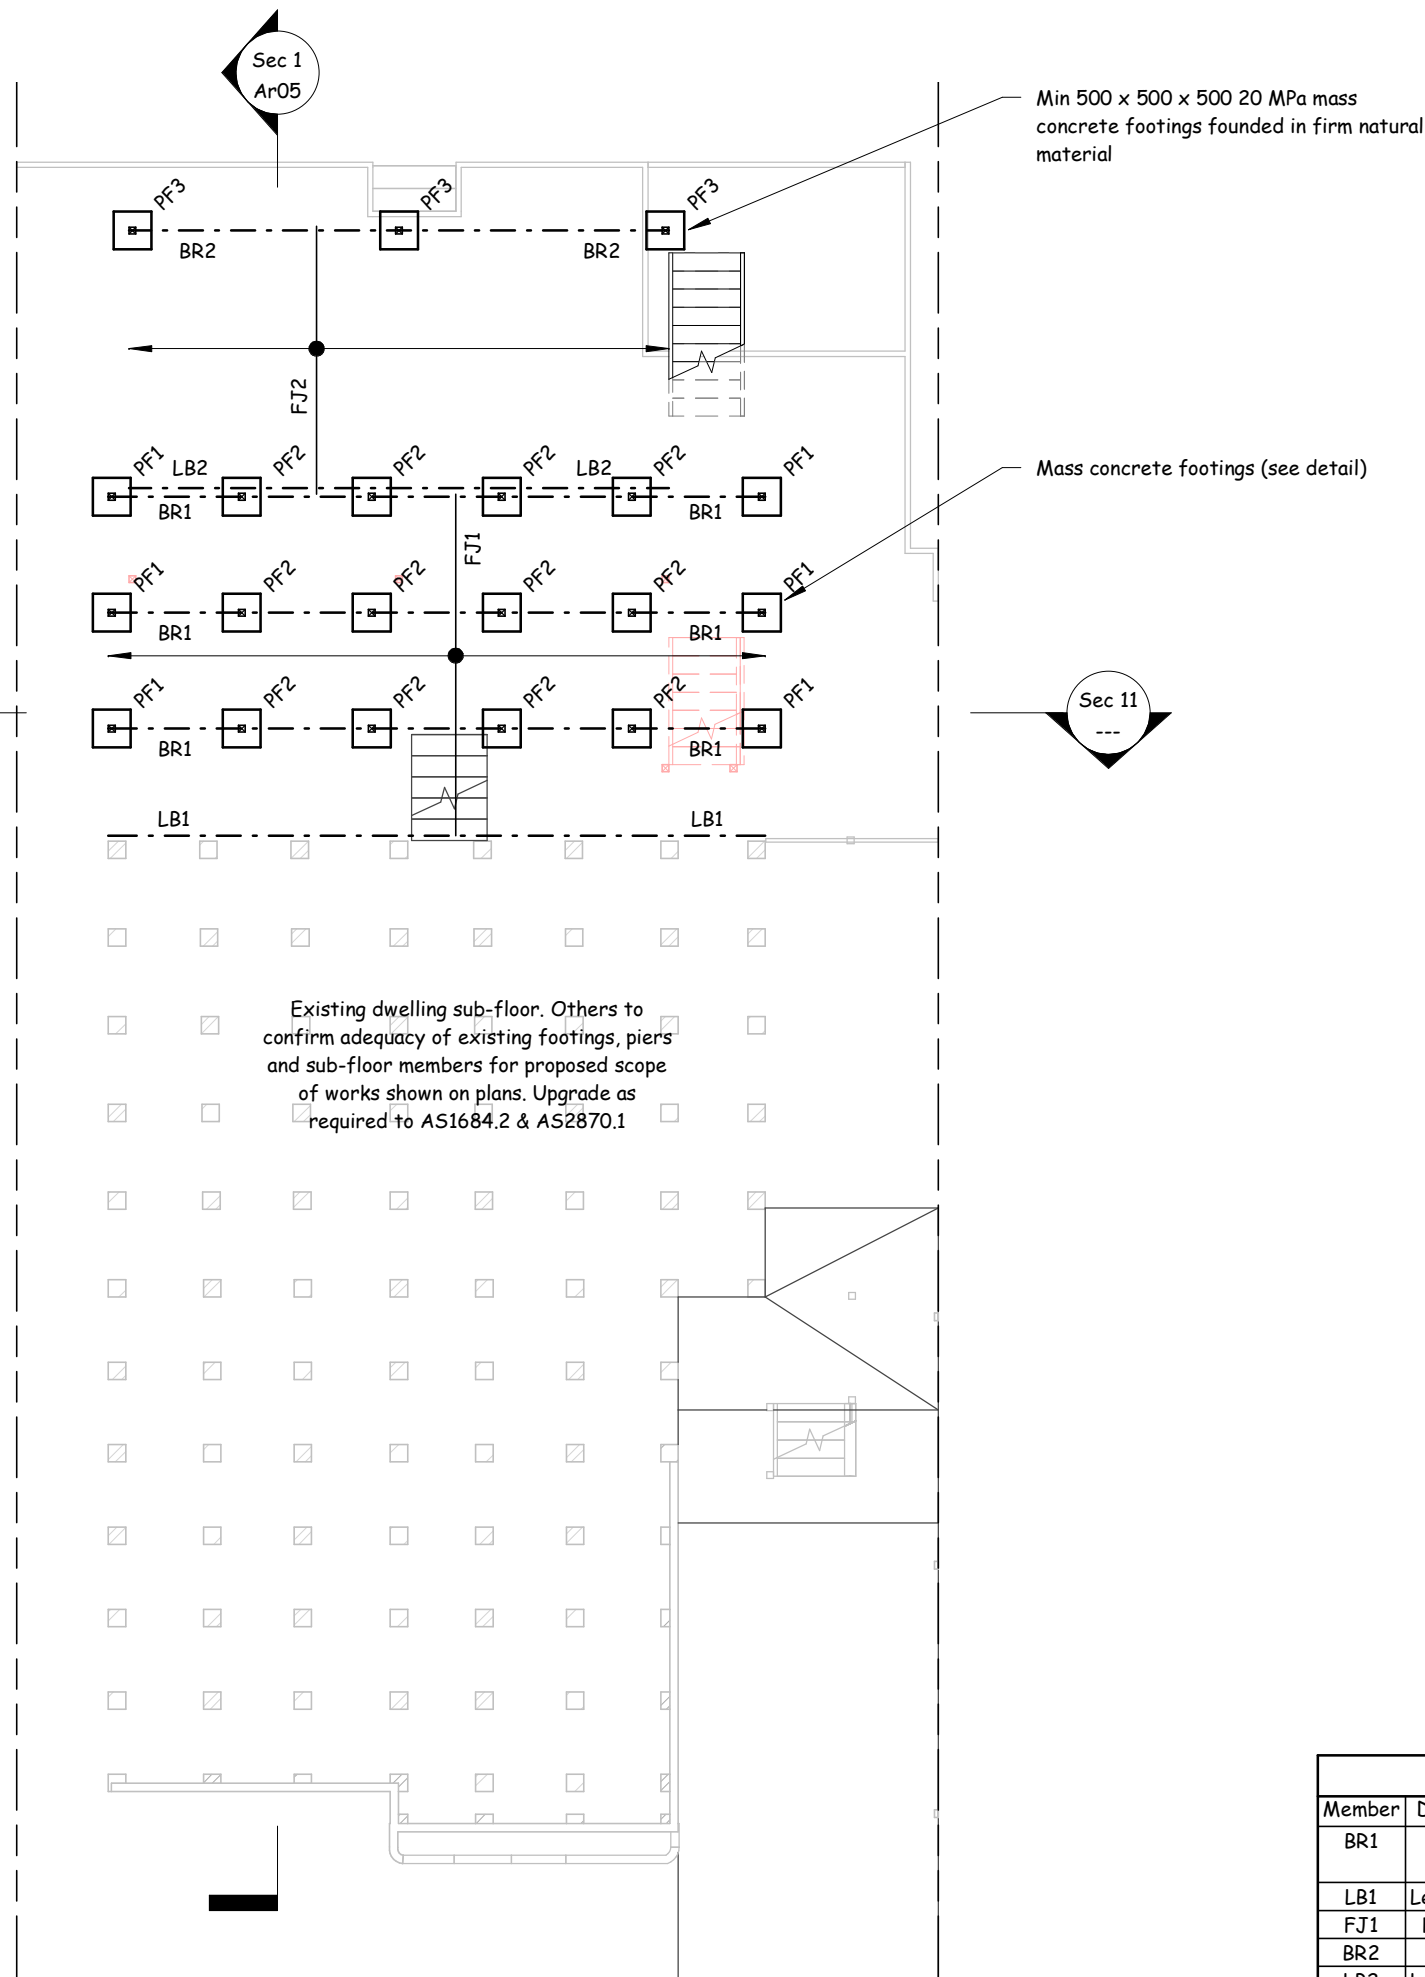 Sec 1
Ar05
Min 500 x 500 x 500 20 MPa mass
concrete footings founded in firm natural
material
PF3
PF3
PF3
BR2
BR2
FJ2
PF1
LB2
PF2
PF2
PF2
LB2
PF2
PF1
BR1
BR1
Mass concrete footings (see detail)
FJ1
PF1
PF2
PF2
PF2
PF2
PF1
BR1
BR1
PF1
PF2
PF2
PF2
PF2
PF1
BR1
BR1
Sec 11
---
LB1
LB1
Existing dwelling sub-floor. Others to
confirm adequacy of existing footings, piers
and sub-floor members for proposed scope
of works shown on plans. Upgrade as
required to AS1684.2 & AS2870.1
Member
BR1
LB1 Le
FJ1
BR2